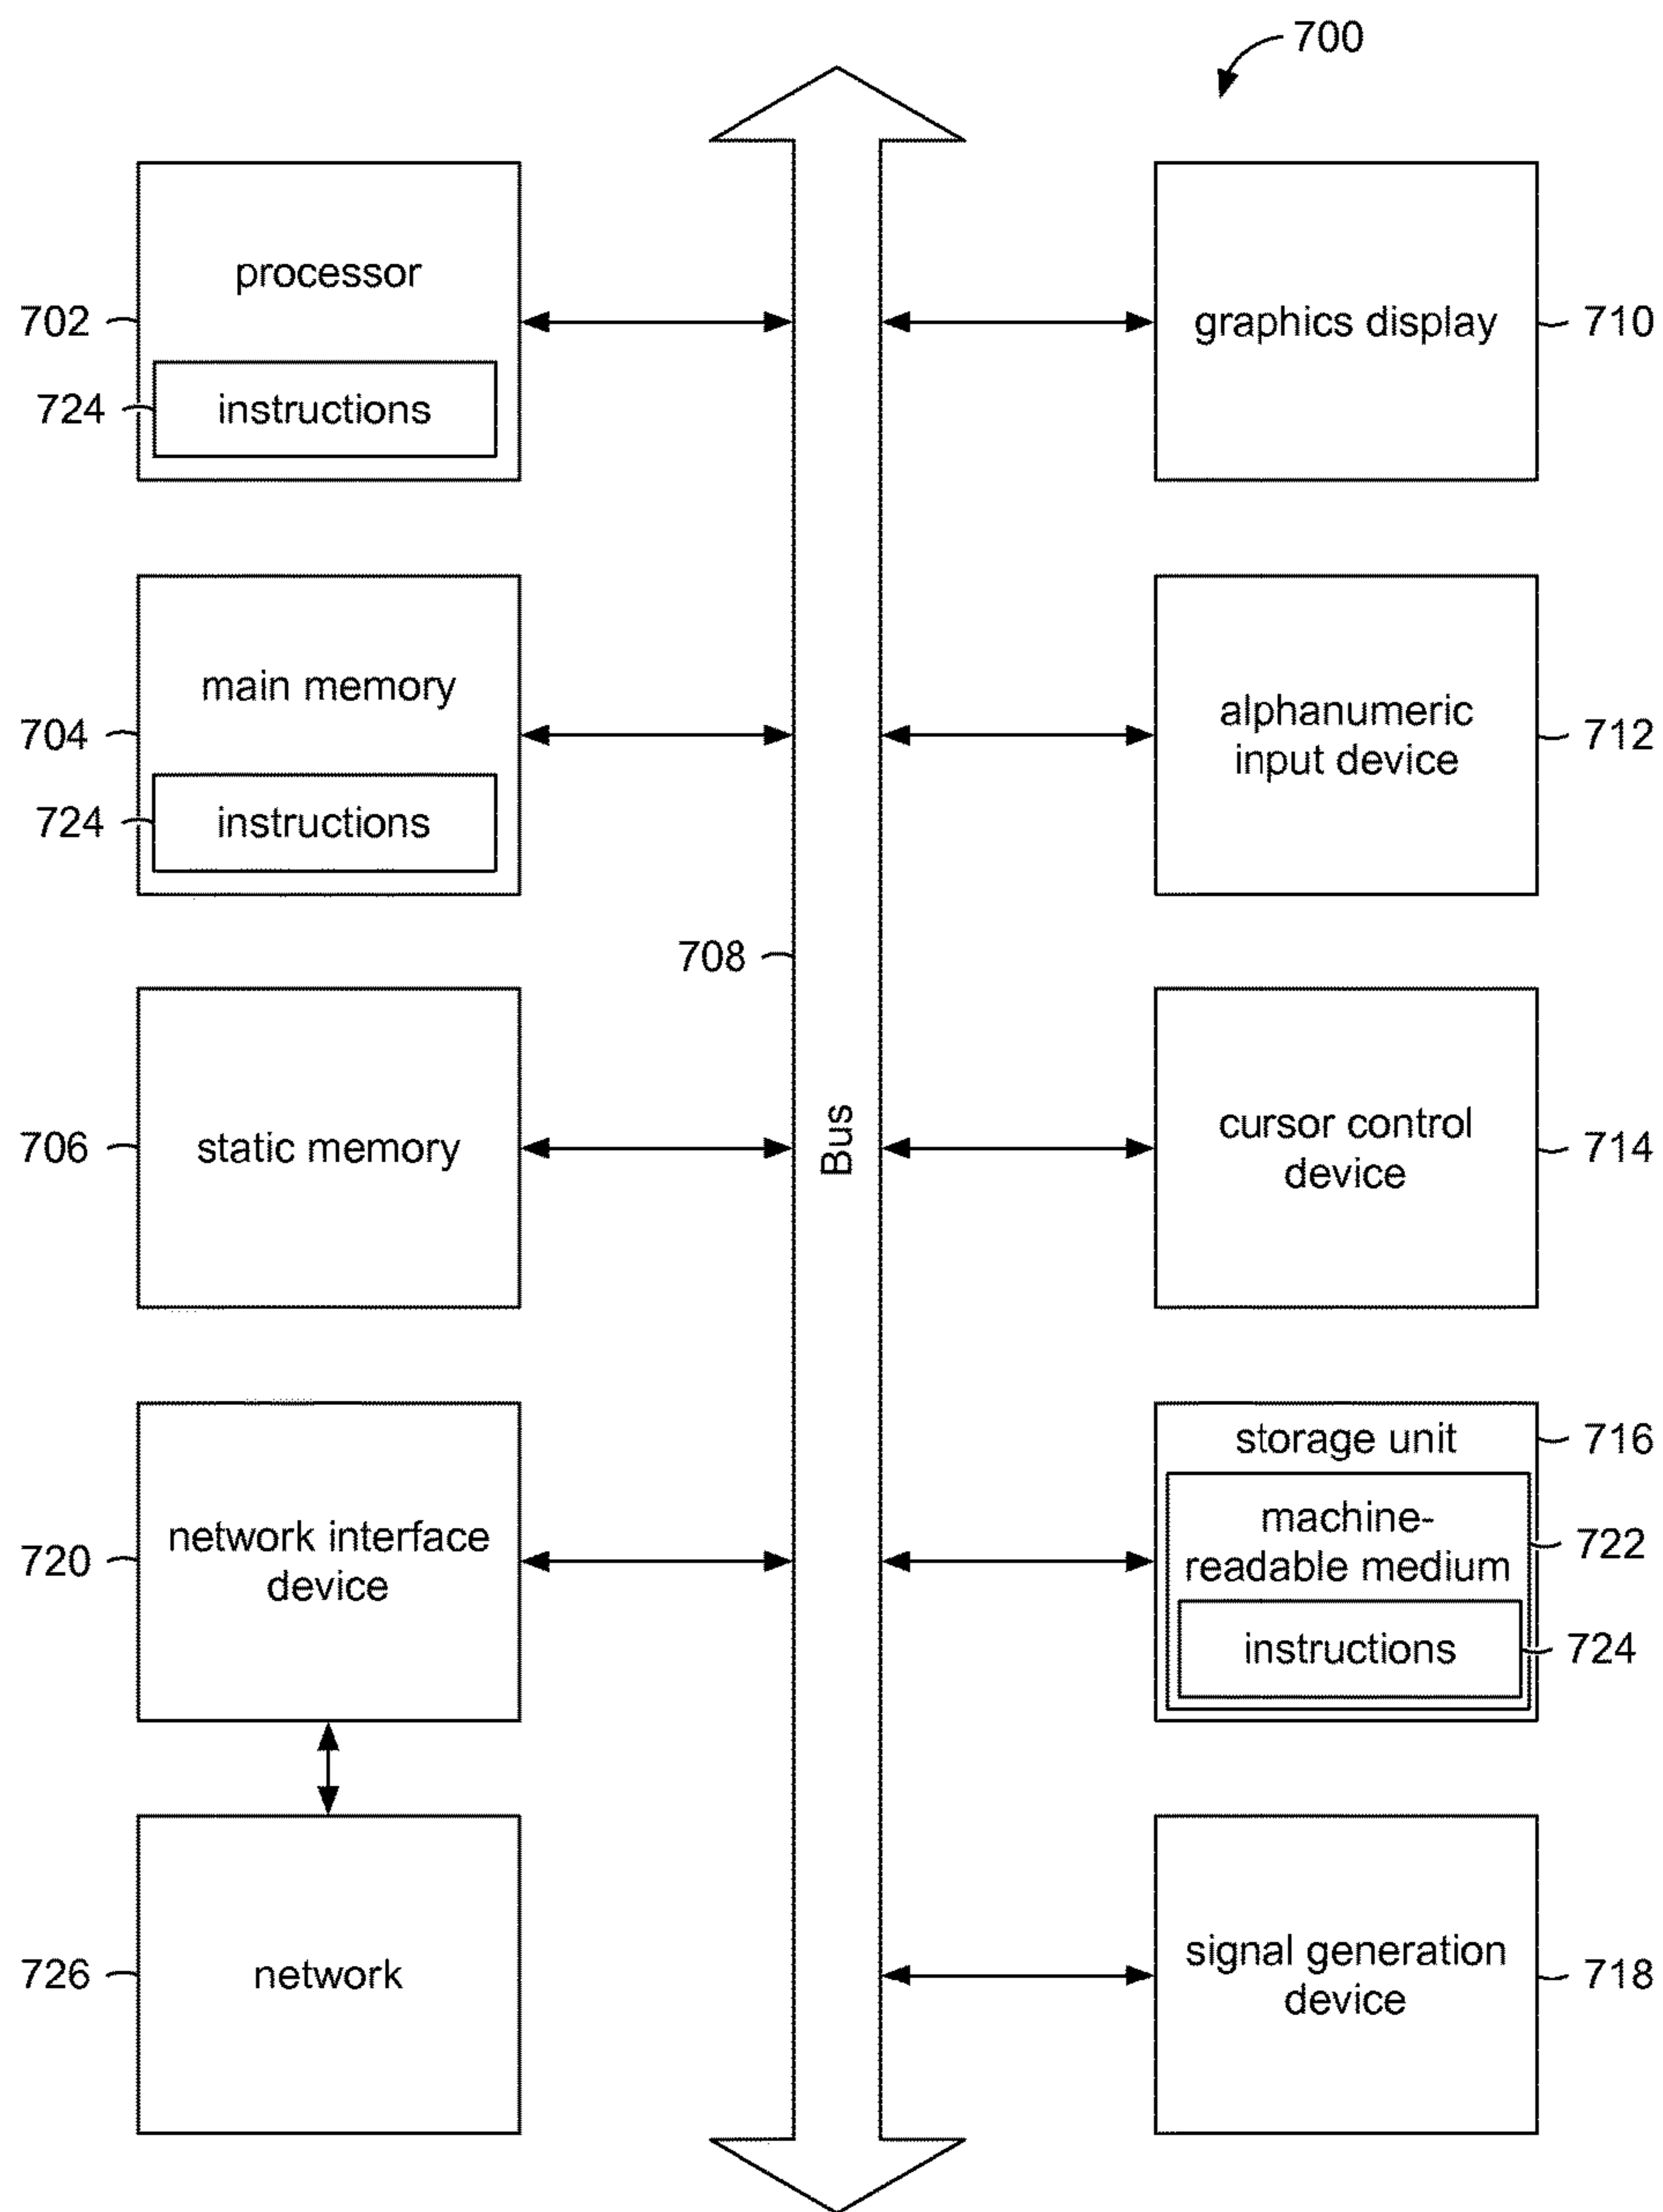 700
processor
702
724
instructions
graphics display
710
main memory
704
724
instructions
alphanumeric
input device
712
708
Bus
706
static memory
cursor control
device
714
720
network interface
device
storage unit
716
machine-
readable medium
722
instructions
724
726
network
signal generation
device
718